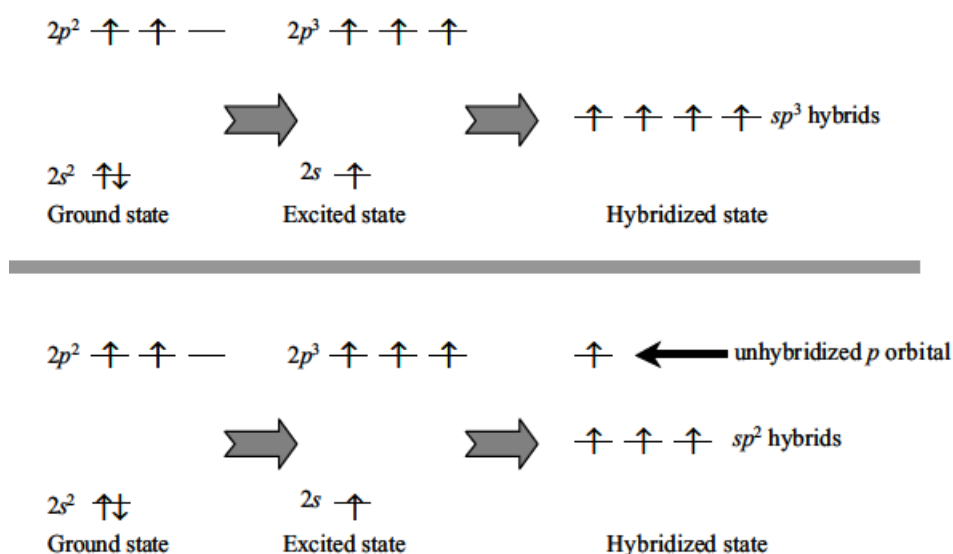 2p² 2p³
sp³ hybrids
2s² 2s
Ground state Excited state Hybridized state
2p² 2p³ unhybridized p orbital
sp² hybrids
2s² 2s
Ground state Excited state Hybridized state